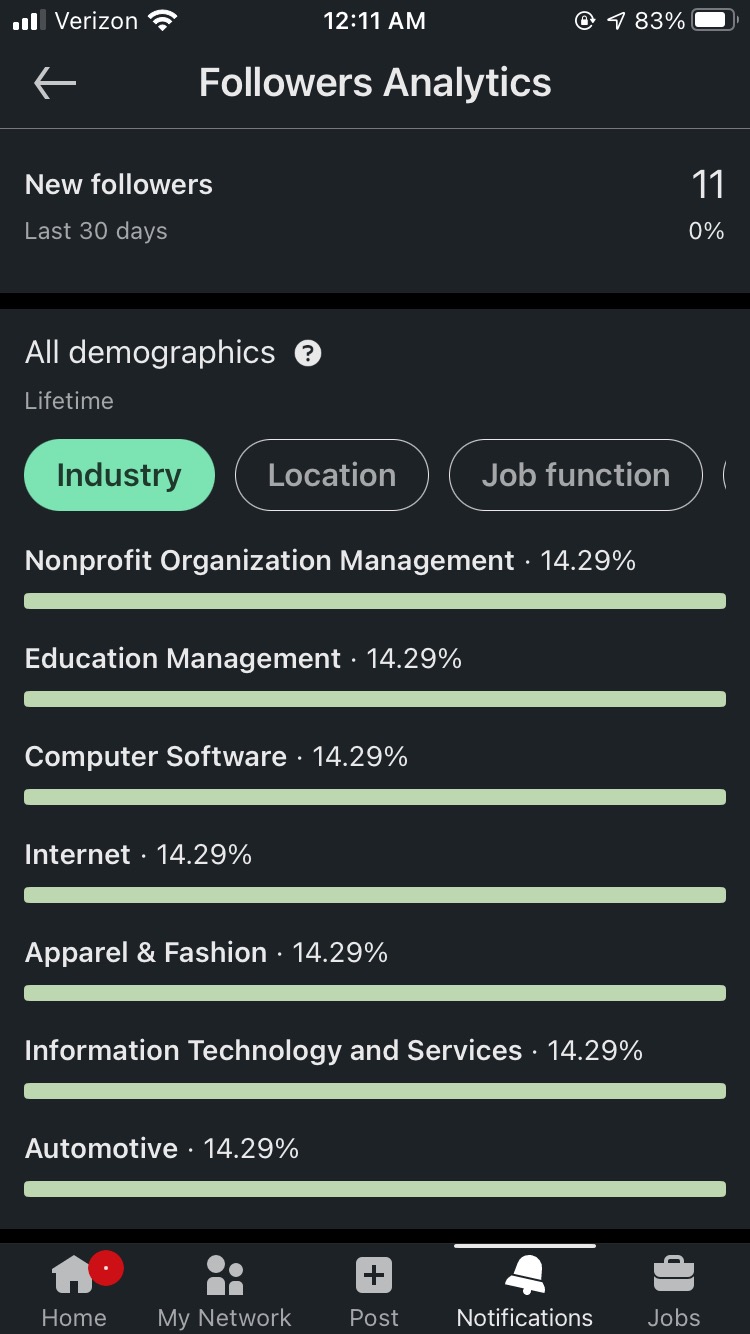 Verizon 12:11 AM 83%
Followers Analytics
New followers 11
Last 30 days 0%
All demographics ?
Lifetime
Industry Location Job function
Nonprofit Organization Management · 14.29%
Education Management · 14.29%
Computer Software · 14.29%
Internet · 14.29%
Apparel & Fashion · 14.29%
Information Technology and Services · 14.29%
Automotive · 14.29%
Home My Network Post Notifications Jobs